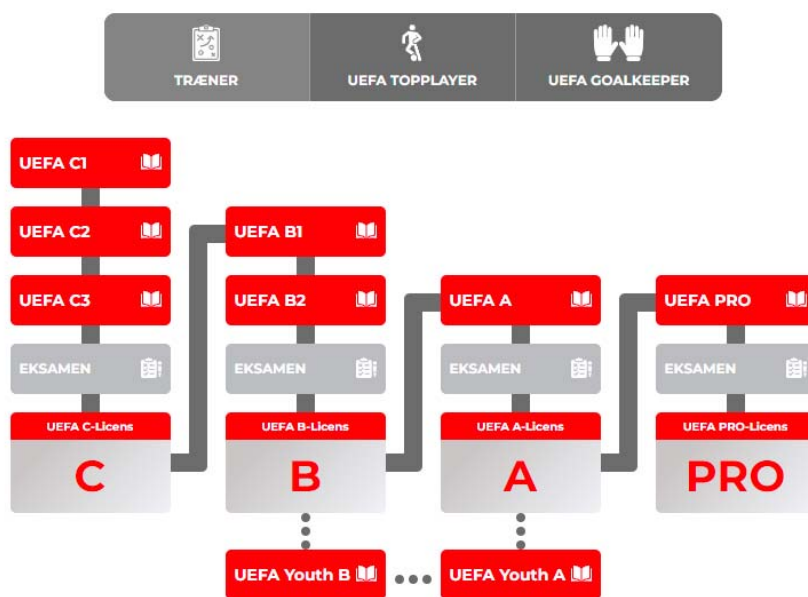 TRÆNER
UEFA TOPPLAYER
UEFA GOALKEEPER
UEFA C1
UEFA C2
UEFA C3
EKSAMEN
UEFA C-Licens
C
UEFA B1
UEFA B2
EKSAMEN
UEFA B-Licens
B
UEFA Youth B
UEFA A
EKSAMEN
UEFA A-Licens
A
UEFA Youth A
UEFA PRO
EKSAMEN
UEFA PRO-Licens
PRO